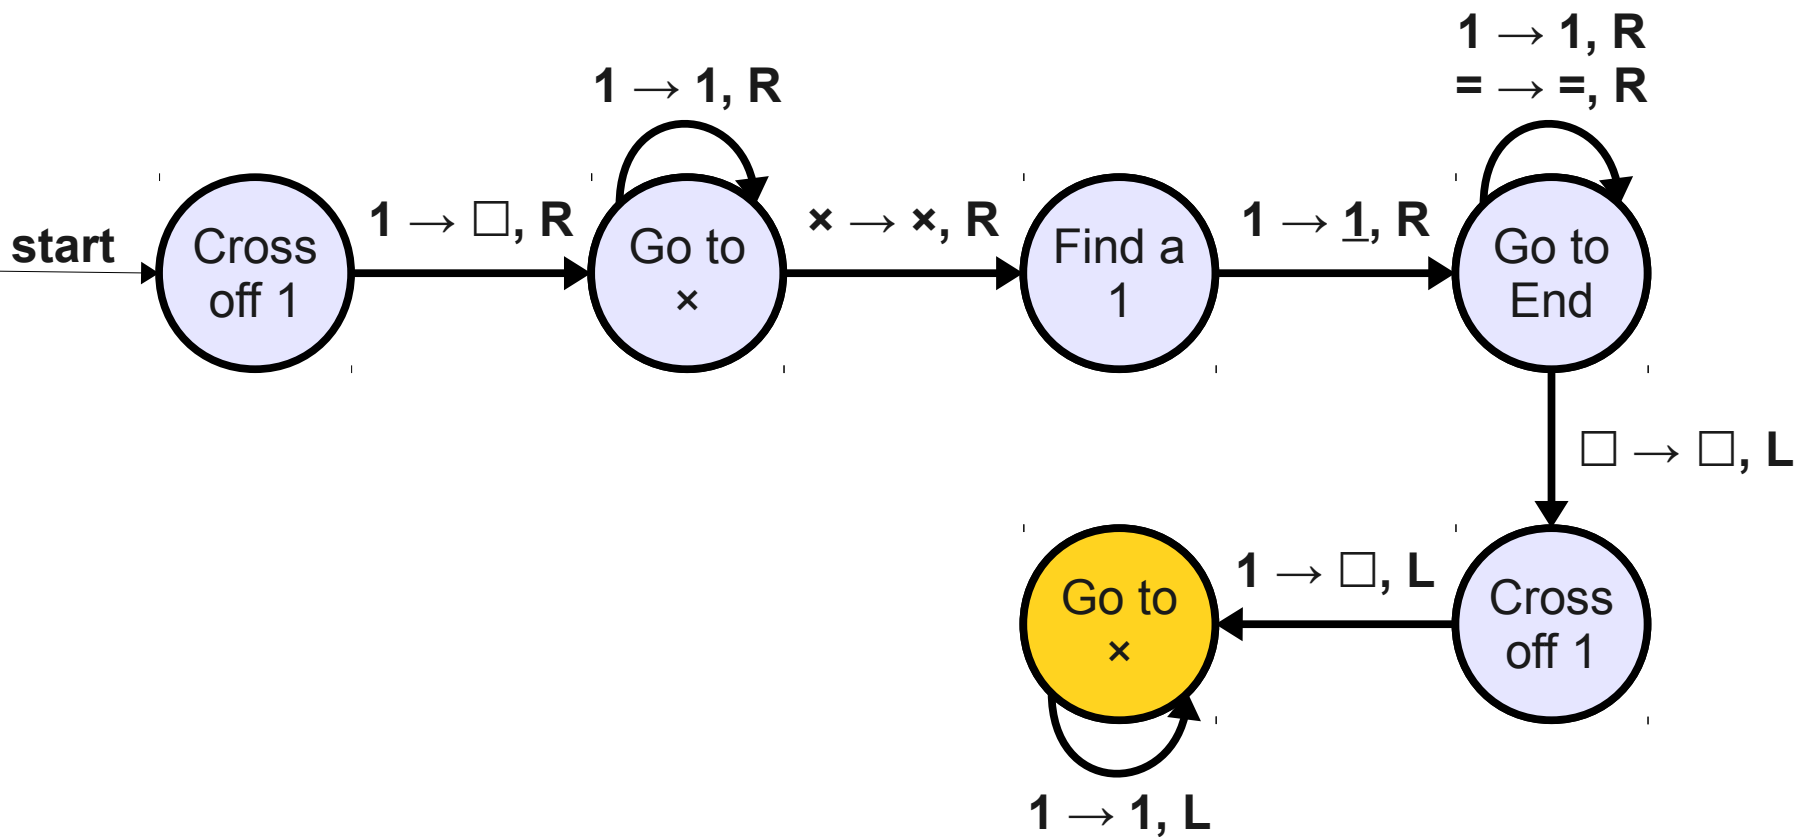 1 → 1, R
= → =, R
1 → 1, R
start
Cross
off 1
1 → □, R
Go to
×
× → ×, R
Find a
1
1 → 1, R
Go to
End
□ → □, L
Go to
×
1 → □, L
Cross
off 1
1 → 1, L